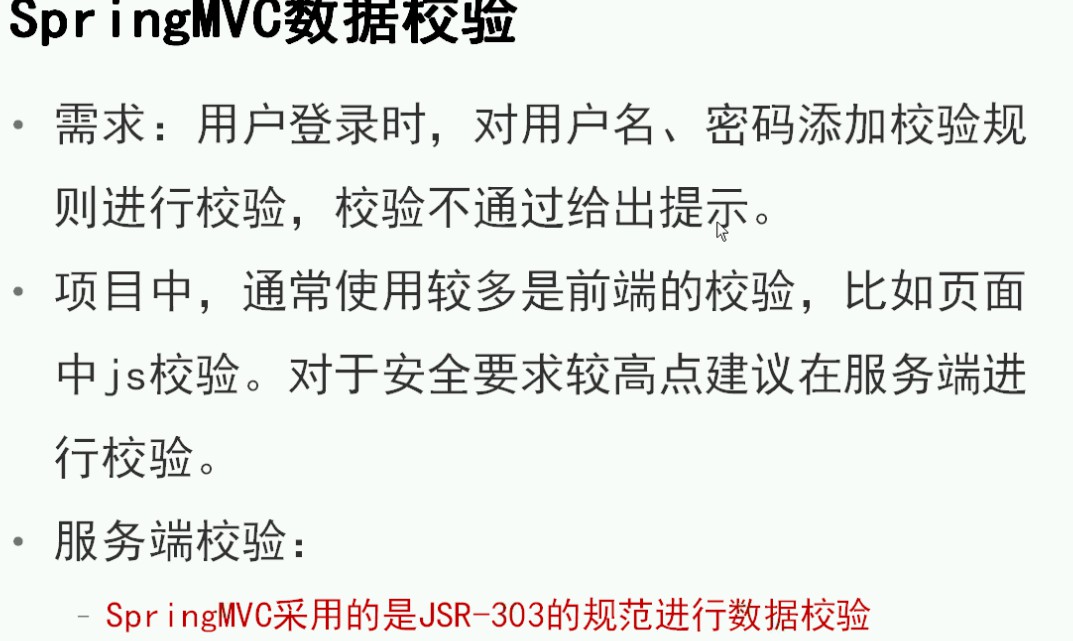 SpringMVC数据校验
• 需求：用户登录时，对用户名、密码添加校验规
则进行校验，校验不通过给出提示。
• 项目中，通常使用较多是前端的校验，比如页面
中js校验。对于安全要求较高点建议在服务端进
行校验。
• 服务端校验：
– SpringMVC采用的是JSR-303的规范进行数据校验